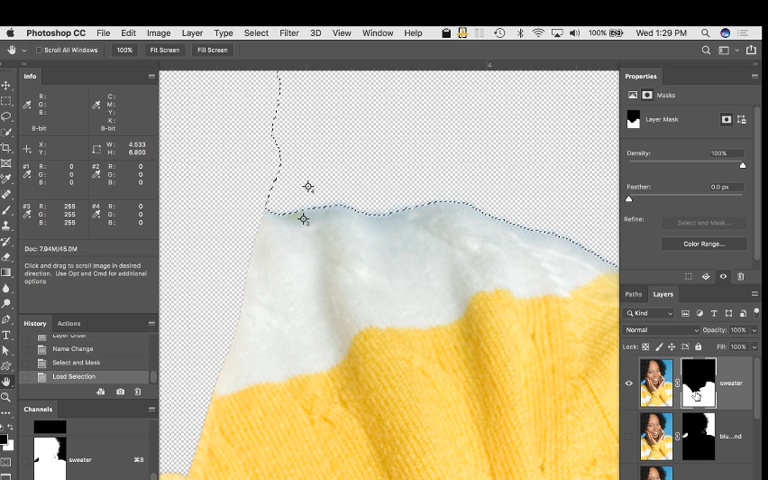 Photoshop CC File Edit Image Layer Type Select Filter 3D View Window Help 100% Wed 1:29 PM
Scroll All Windows 100% Fit Screen Fill Screen
Info
R:
G:
B:
8-bit
C:
M:
Y:
K:
8-bit
X:
Y:
W: 4.533
H: 6.800
#1 R: 0
G: 0
B: 0
#2 R: 0
G: 0
B: 0
#3 R: 255
G: 255
B: 255
#4 R: 0
G: 0
B: 0
Doc: 7.94M/45.0M
Click and drag to scroll image in desired
direction. Use Opt and Cmd for additional
options
History Actions
Layer Order
Name Change
Select and Mask
Load Selection
Channels
sweater ⌘8
4
3
4
Properties
Masks
Layer Mask
Density: 100%
Feather: 0.0 px
Refine: Select and Mask...
Color Range...
Paths Layers
Kind
Normal Opacity: 100%
Lock: Fill: 100%
sweater
blu...nd